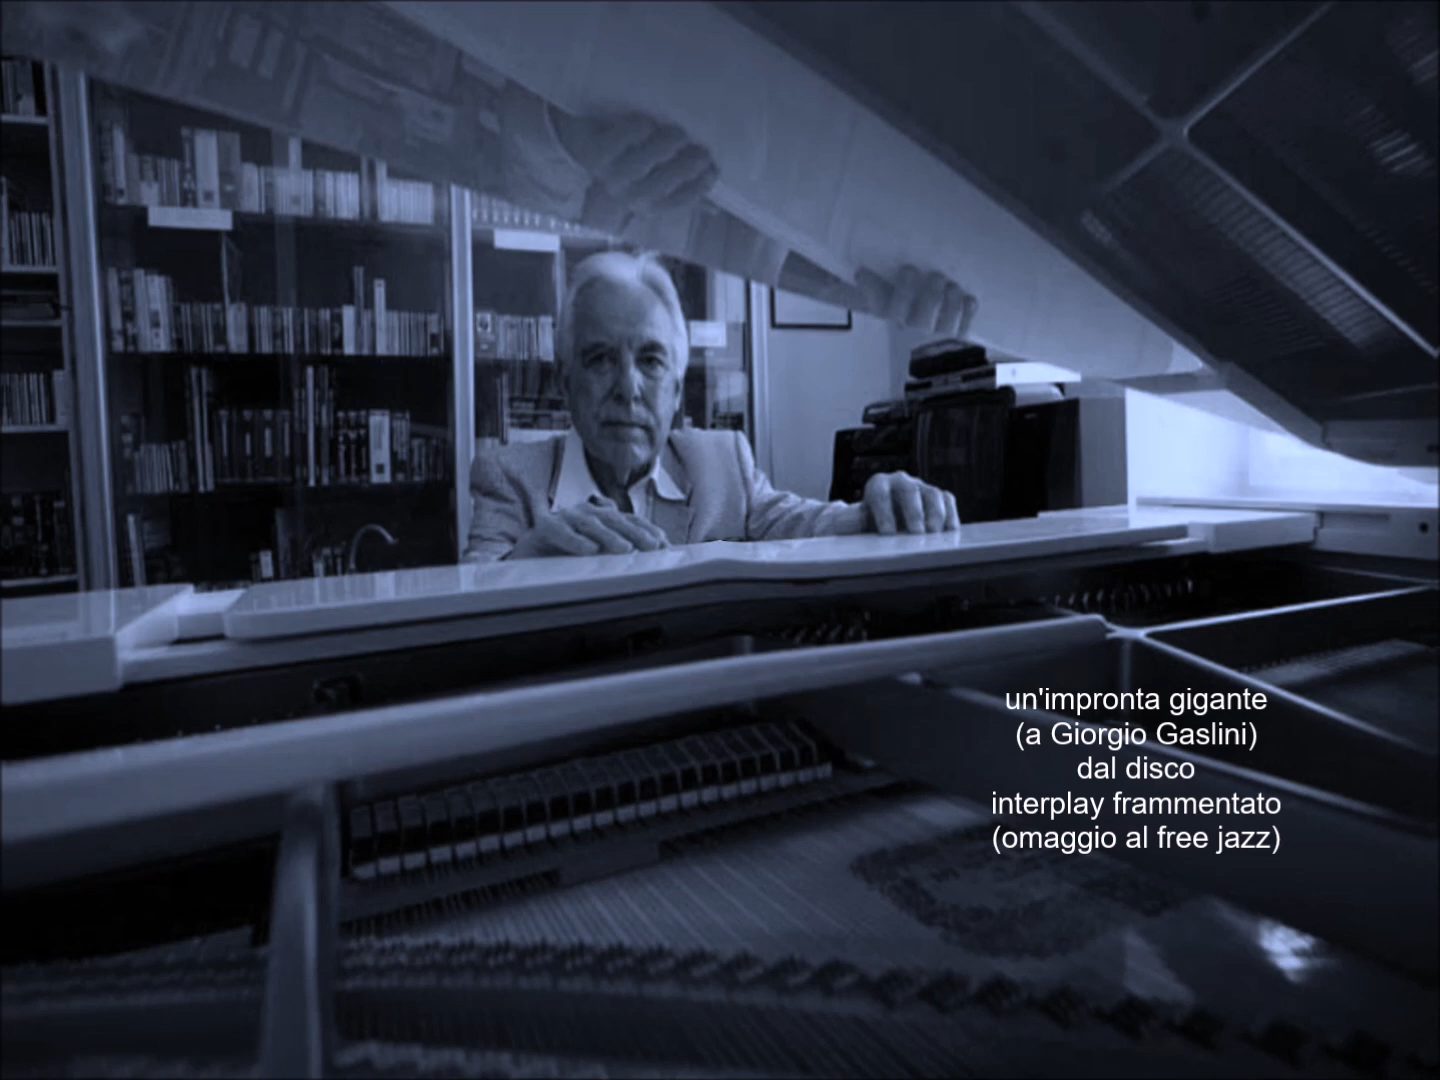 un'impronta gigante
(a Giorgio Gaslini)
dal disco
interplay frammentato
(omaggio al free jazz)